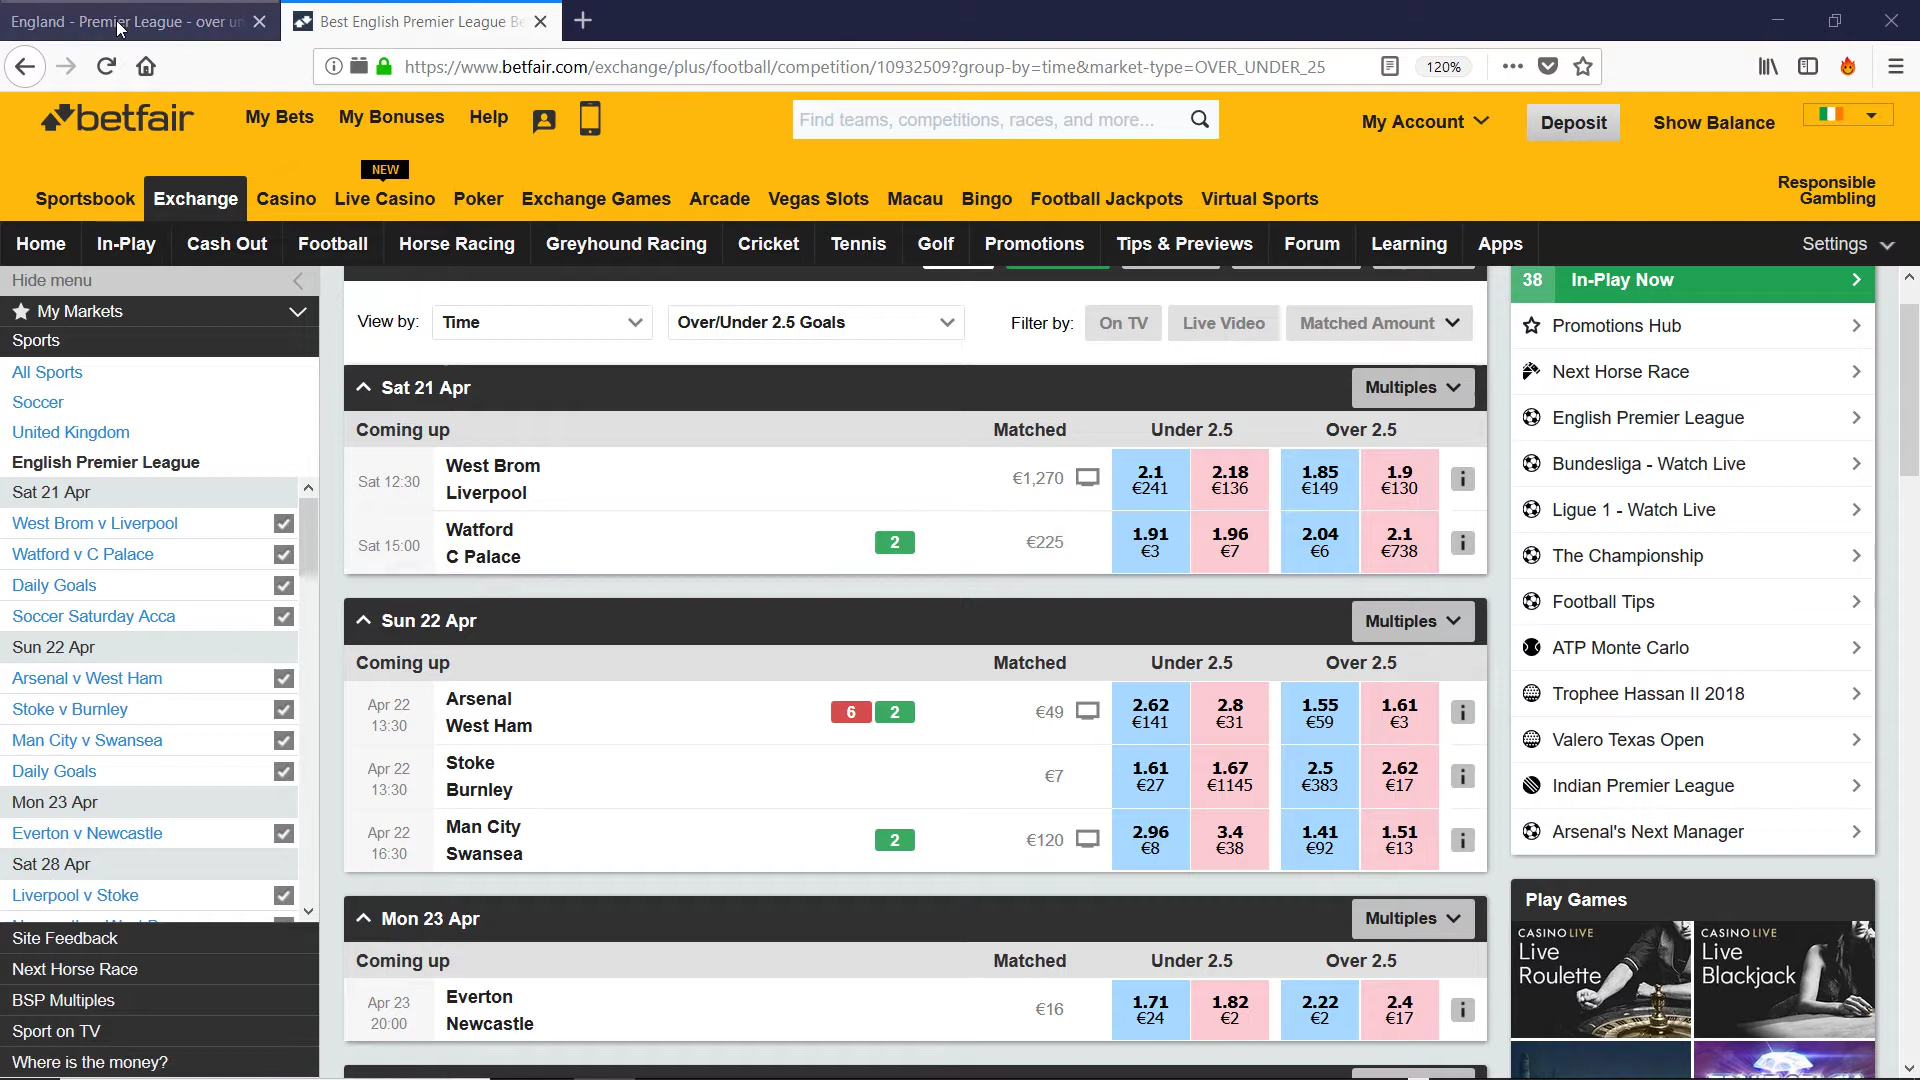 England - Premier League - over un
Best English Premier League Be
https://www.betfair.com/exchange/plus/football/competition/10932509?group-by=time&market-type=OVER_UNDER_25
120%
betfair
My Bets
My Bonuses
Help
Find teams, competitions, races, and more...
My Account
Deposit
Show Balance
NEW
Responsible
Gambling
Sportsbook
Exchange
Casino
Live Casino
Poker
Exchange Games
Arcade
Vegas Slots
Macau
Bingo
Football Jackpots
Virtual Sports
Home
In-Play
Cash Out
Football
Horse Racing
Greyhound Racing
Cricket
Tennis
Golf
Promotions
Tips & Previews
Forum
Learning
Apps
Settings
Hide menu
My Markets
Sports
All Sports
Soccer
United Kingdom
English Premier League
Sat 21 Apr
West Brom v Liverpool
Watford v C Palace
Daily Goals
Soccer Saturday Acca
Sun 22 Apr
Arsenal v West Ham
Stoke v Burnley
Man City v Swansea
Daily Goals
Mon 23 Apr
Everton v Newcastle
Sat 28 Apr
Liverpool v Stoke
Site Feedback
Next Horse Race
BSP Multiples
Sport on TV
Where is the money?
View by:
Time
Over/Under 2.5 Goals
Filter by:
On TV
Live Video
Matched Amount
Sat 21 Apr
Multiples
Coming up Matched Under 2.5 Over 2.5
Sat 12:30
West Brom
Liverpool
€1,270
2.1 2.18 1.85 1.9
€241 €136 €149 €130
Sat 15:00
Watford
C Palace
2
€225
1.91 1.96 2.04 2.1
€3 €7 €6 €738
Sun 22 Apr
Multiples
Coming up Matched Under 2.5 Over 2.5
Apr 22
13:30
Arsenal
West Ham
6 2
€49
2.62 2.8 1.55 1.61
€141 €31 €59 €3
Apr 22
13:30
Stoke
Burnley
€7
1.61 1.67 2.5 2.62
€27 €1145 €383 €17
Apr 22
16:30
Man City
Swansea
2
€120
2.96 3.4 1.41 1.51
€8 €38 €92 €13
Mon 23 Apr
Multiples
Coming up Matched Under 2.5 Over 2.5
Apr 23
20:00
Everton
Newcastle
€16
1.71 1.82 2.22 2.4
€24 €2 €2 €17
38 In-Play Now
Promotions Hub
Next Horse Race
English Premier League
Bundesliga - Watch Live
Ligue 1 - Watch Live
The Championship
Football Tips
ATP Monte Carlo
Trophee Hassan II 2018
Valero Texas Open
Indian Premier League
Arsenal's Next Manager
Play Games
CASINO LIVE
Live
Roulette
CASINO LIVE
Live
Blackjack